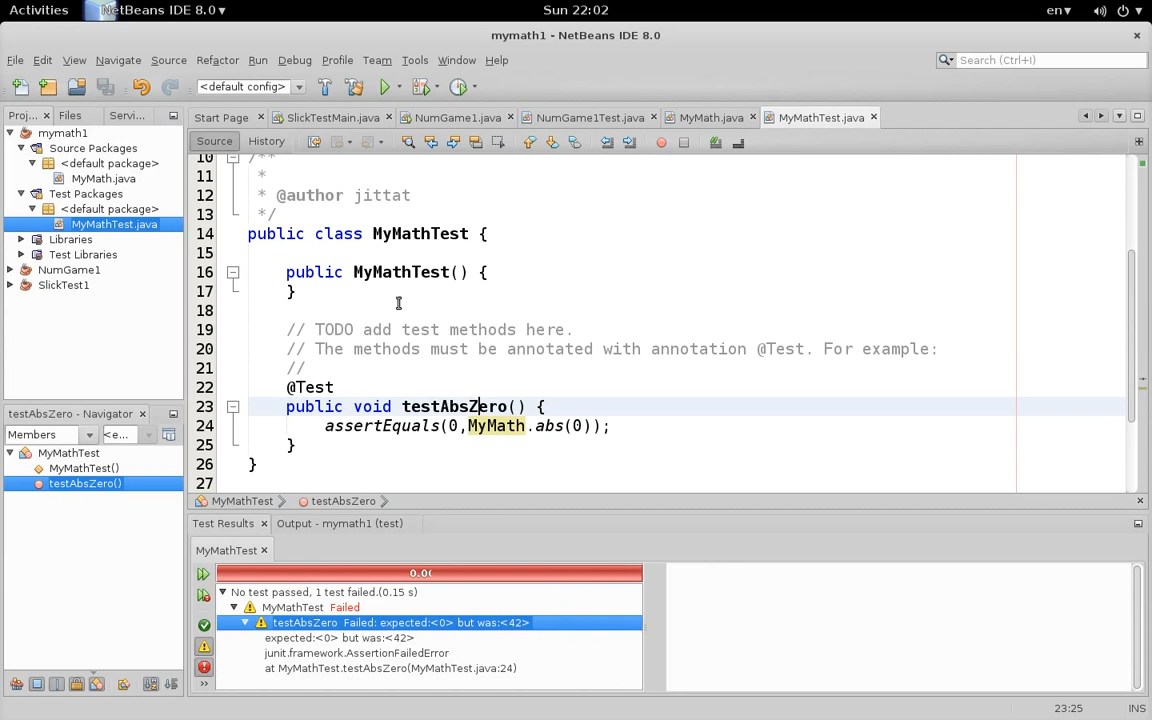 Activities NetBeans IDE 8.0 Sun 22:02 en
mymath1 - NetBeans IDE 8.0
File Edit View Navigate Source Refactor Run Debug Profile Team Tools Window Help Search (Ctrl+I)
<default config>
Proj... Files Servi...
Start Page SlickTestMain.java NumGame1.java NumGame1Test.java MyMath.java MyMathTest.java
mymath1
Source Packages
<default package>
MyMath.java
Test Packages
<default package>
MyMathTest.java
Libraries
Test Libraries
NumGame1
SlickTest1
Source History
10 /**
11 *
12 * @author jittat
13 */
14 public class MyMathTest {
15
16 public MyMathTest() {
17 }
18
19 // TODO add test methods here.
20 // The methods must be annotated with annotation @Test. For example:
21 //
22 @Test
23 public void testAbsZero() {
24 assertEquals(0,MyMath.abs(0));
25 }
26 }
27
testAbsZero - Navigator
Members <e...
MyMathTest
MyMathTest()
testAbsZero()
MyMathTest testAbsZero
Test Results Output - mymath1 (test)
MyMathTest
No test passed, 1 test failed.(0.15 s)
MyMathTest Failed
testAbsZero Failed: expected:<0> but was:<42>
expected:<0> but was:<42>
junit.framework.AssertionFailedError
at MyMathTest.testAbsZero(MyMathTest.java:24)
23:25 INS